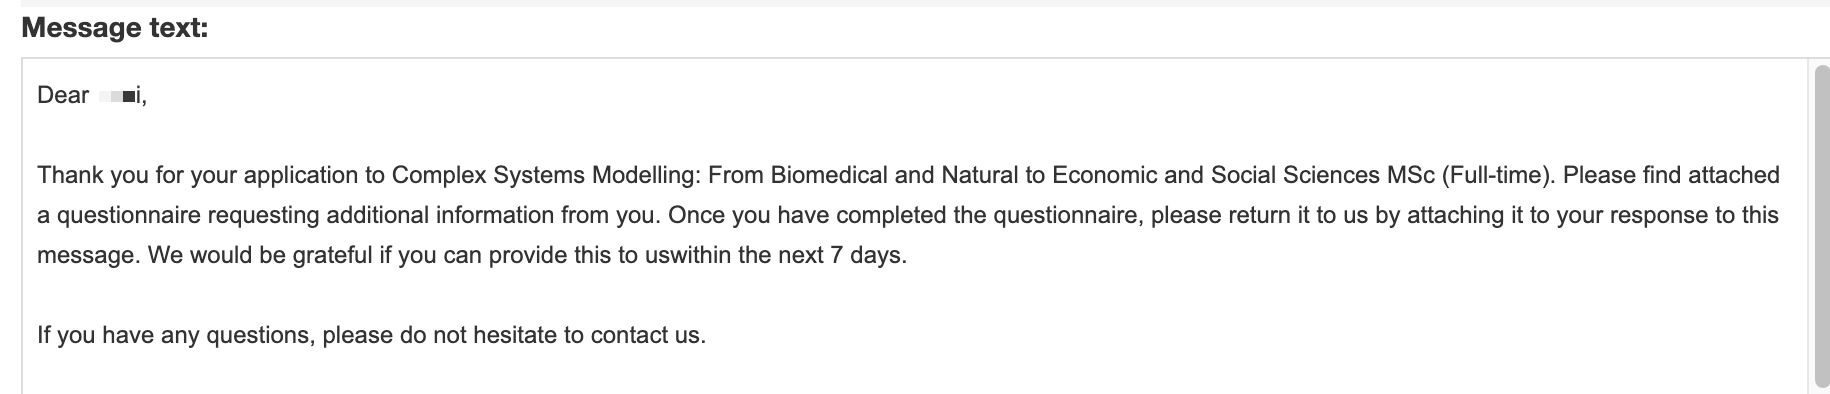 Message text:
Dear i,
Thank you for your application to Complex Systems Modelling: From Biomedical and Natural to Economic and Social Sciences MSc (Full-time). Please find attached
a questionnaire requesting additional information from you. Once you have completed the questionnaire, please return it to us by attaching it to your response to this
message. We would be grateful if you can provide this to uswithin the next 7 days.
If you have any questions, please do not hesitate to contact us.